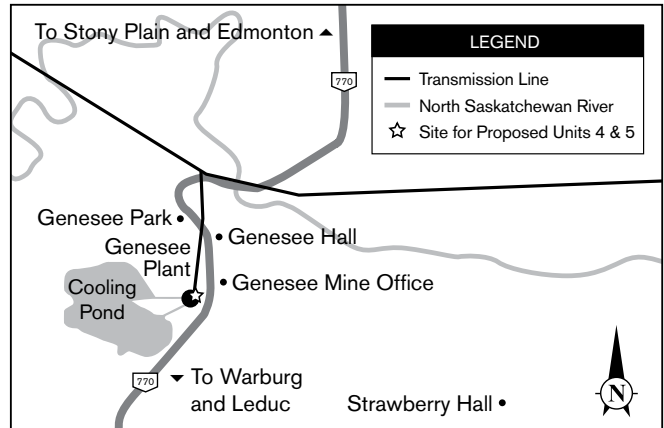 To Stony Plain and Edmonton
770
LEGEND
Transmission Line
North Saskatchewan River
Site for Proposed Units 4 & 5
Genesee Park
Genesee Hall
Genesee
Plant
Genesee Mine Office
Cooling
Pond
770
To Warburg
and Leduc
Strawberry Hall
N